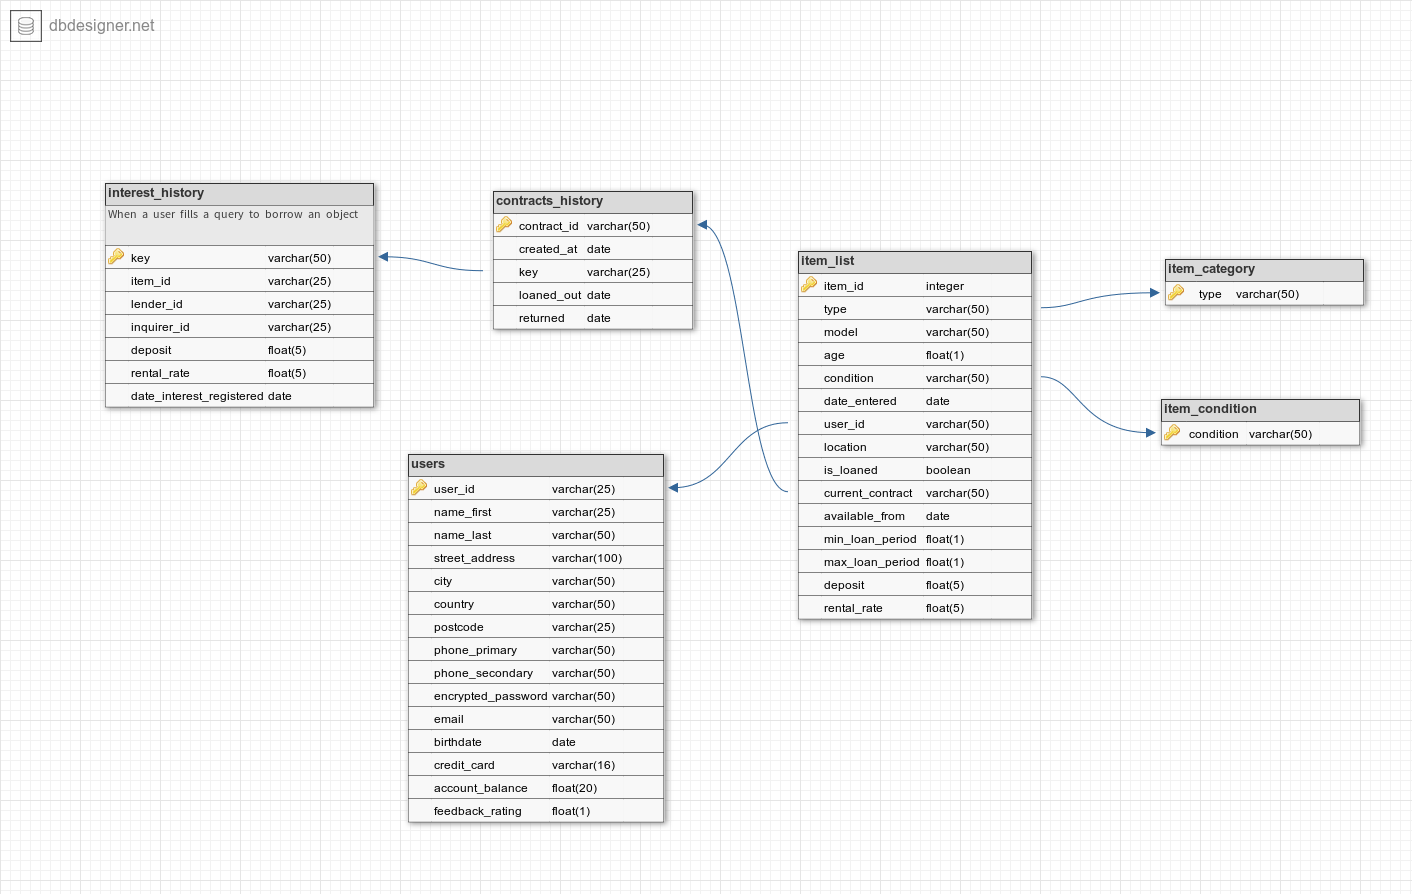 dbdesigner.net
interest_history
When a user fills a query to borrow an object
key varchar(50)
item_id varchar(25)
lender_id varchar(25)
inquirer_id varchar(25)
deposit float(5)
rental_rate float(5)
date_interest_registered date
contracts_history
contract_id varchar(50)
created_at date
key varchar(25)
loaned_out date
returned date
users
user_id varchar(25)
name_first varchar(25)
name_last varchar(50)
street_address varchar(100)
city varchar(50)
country varchar(50)
postcode varchar(25)
phone_primary varchar(50)
phone_secondary varchar(50)
encrypted_password varchar(50)
email varchar(50)
birthdate date
credit_card varchar(16)
account_balance float(20)
feedback_rating float(1)
item_list
item_id integer
type varchar(50)
model varchar(50)
age float(1)
condition varchar(50)
date_entered date
user_id varchar(50)
location varchar(50)
is_loaned boolean
current_contract varchar(50)
available_from date
min_loan_period float(1)
max_loan_period float(1)
deposit float(5)
rental_rate float(5)
item_category
type varchar(50)
item_condition
condition varchar(50)